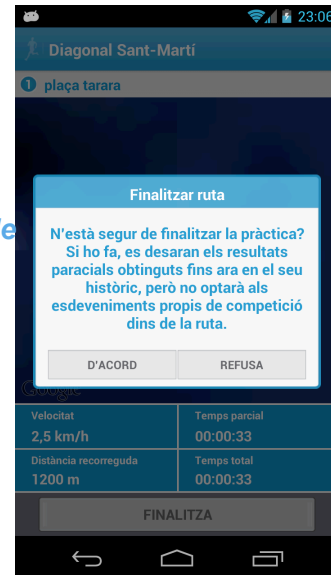 23:06
Diagonal Sant-Martí
1 plaça tarara
Finalitzar ruta
N'està segur de finalitzar la pràctica?
Si ho fa, es desaran els resultats
paracials obtinguts fins ara en el seu
històric, però no optarà als
esdeveniments propis de competició
dins de la ruta.
D'ACORD
REFUSA
Google
Velocitat
2,5 km/h
Temps parcial
00:00:33
Distància recorreguda
1200 m
Temps total
00:00:33
FINALITZA